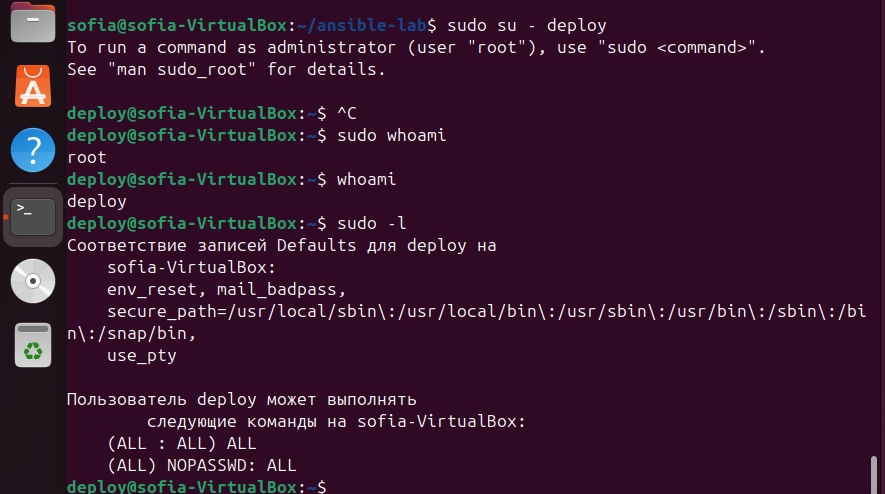 sofia@sofia-VirtualBox:~/ansible-lab$ sudo su - deploy
To run a command as administrator (user "root"), use "sudo <command>".
See "man sudo_root" for details.
deploy@sofia-VirtualBox:~$ ^C
deploy@sofia-VirtualBox:~$ sudo whoami
root
deploy@sofia-VirtualBox:~$ whoami
deploy
deploy@sofia-VirtualBox:~$ sudo -l
Соответствие записей Defaults для deploy на
sofia-VirtualBox:
env_reset, mail_badpass,
secure_path=/usr/local/sbin\:/usr/local/bin\:/usr/sbin\:/usr/bin\:/sbin\:/bi
n\:/snap/bin,
use_pty
Пользователь deploy может выполнять
следующие команды на sofia-VirtualBox:
(ALL : ALL) ALL
(ALL) NOPASSWD: ALL
deploy@sofia-VirtualBox:~$